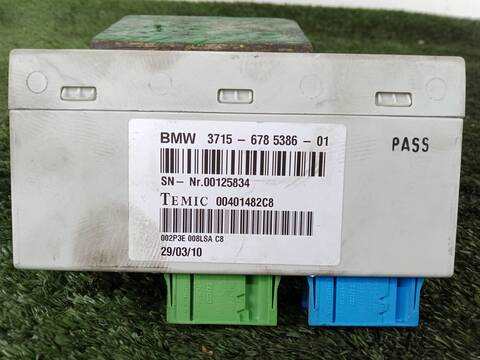 BMW 3715 - 678 5386 - 01
PASS
SN- Nr.00125834
TEMIC 00401482C8
002P3E 008LSA C8
29/03/10